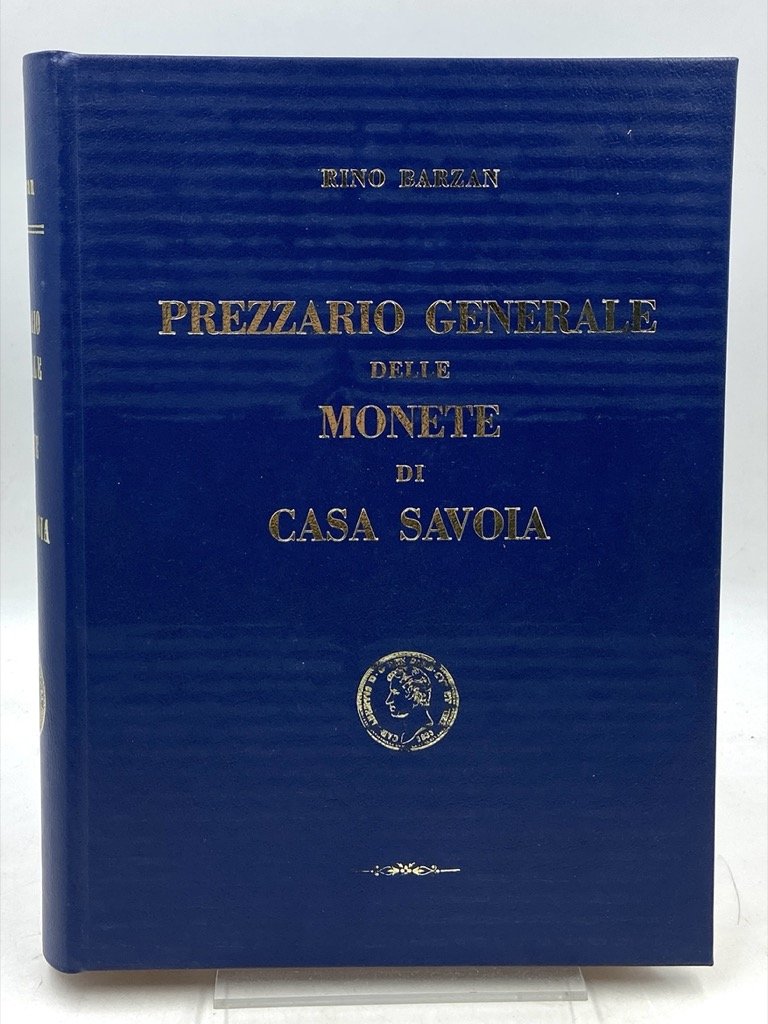 RINO BARZAN
PREZZARIO GENERALE
DELLE
MONETE
DI
CASA SAVOIA